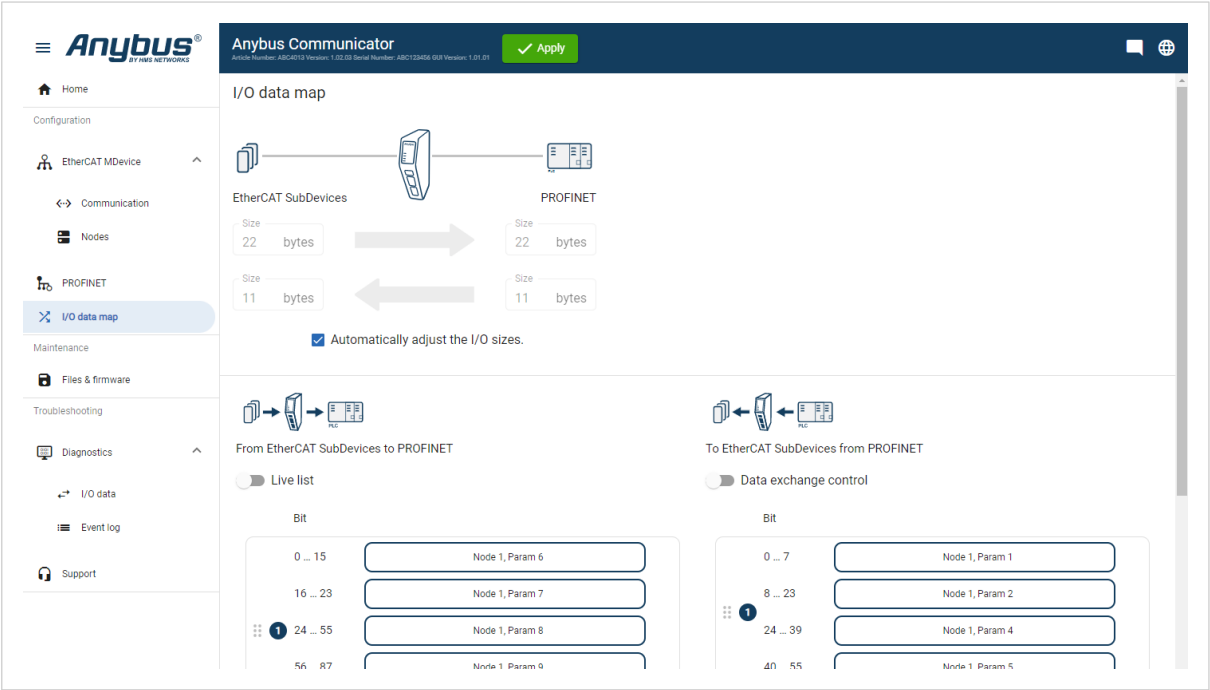 Anybus®
BY HMS NETWORKS
Anybus Communicator
Article Number: ABC4013 Version: 1.02.03 Serial Number: ABC123456 GUI Version: 1.01.01
Apply
Home
Configuration
EtherCAT MDevice
Communication
Nodes
PROFINET
I/O data map
Maintenance
Files & firmware
Troubleshooting
Diagnostics
I/O data
Event log
Support
I/O data map
PLC
EtherCAT SubDevices
PROFINET
Size
22 bytes
Size
22 bytes
Size
11 bytes
Size
11 bytes
Automatically adjust the I/O sizes.
PLC
From EtherCAT SubDevices to PROFINET
Live list
Bit
0 ... 15 Node 1, Param 6
16 ... 23 Node 1, Param 7
1 24 ... 55 Node 1, Param 8
56 ... 87 Node 1, Param 9
PLC
To EtherCAT SubDevices from PROFINET
Data exchange control
Bit
0 ... 7 Node 1, Param 1
8 ... 23 Node 1, Param 2
1
24 ... 39 Node 1, Param 4
40 ... 55 Node 1, Param 5